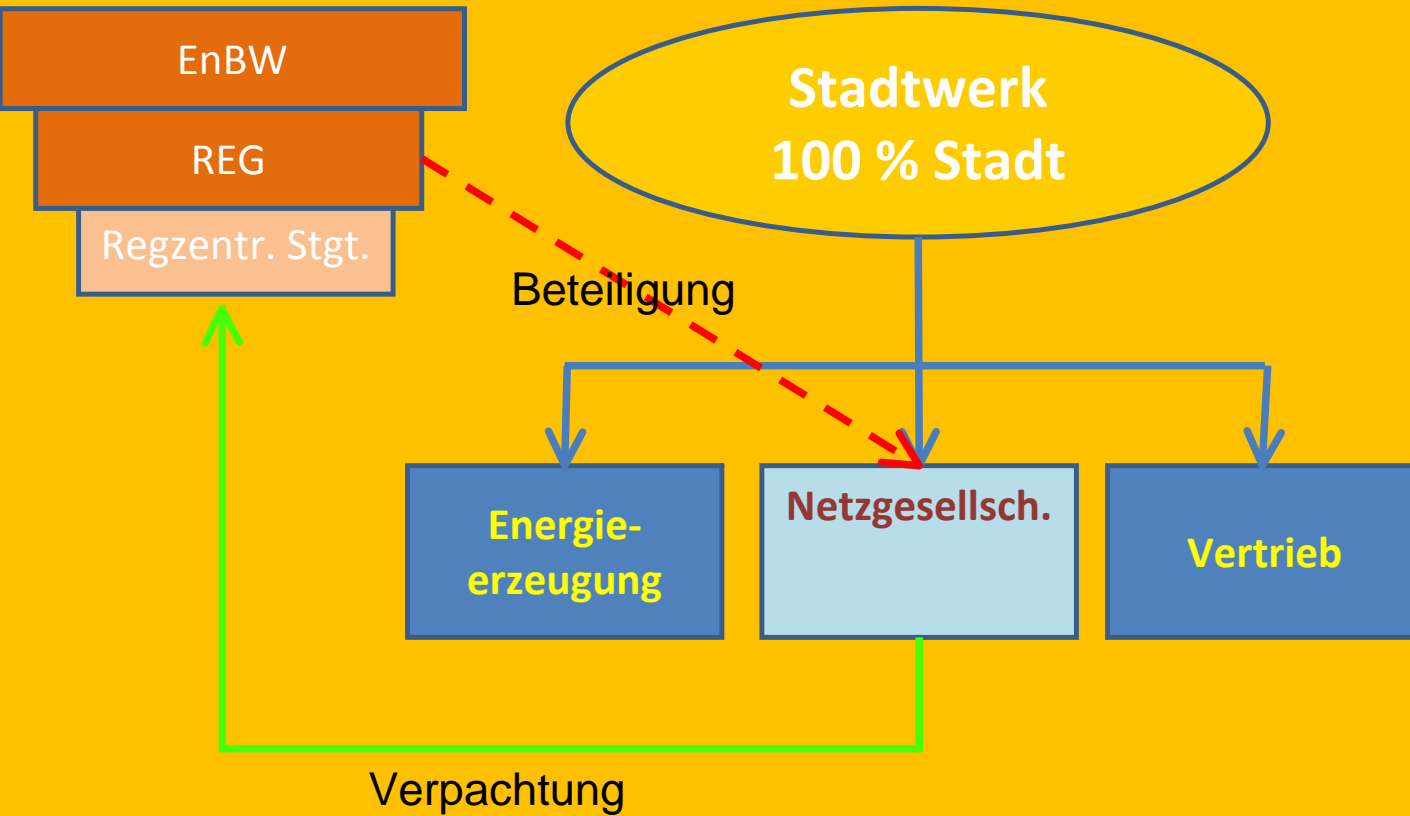 EnBW
REG
Regzentr. Stgt.
Stadtwerk
100 % Stadt
Beteiligung
Energie-
erzeugung
Netzgesellsch.
Vertrieb
Verpachtung